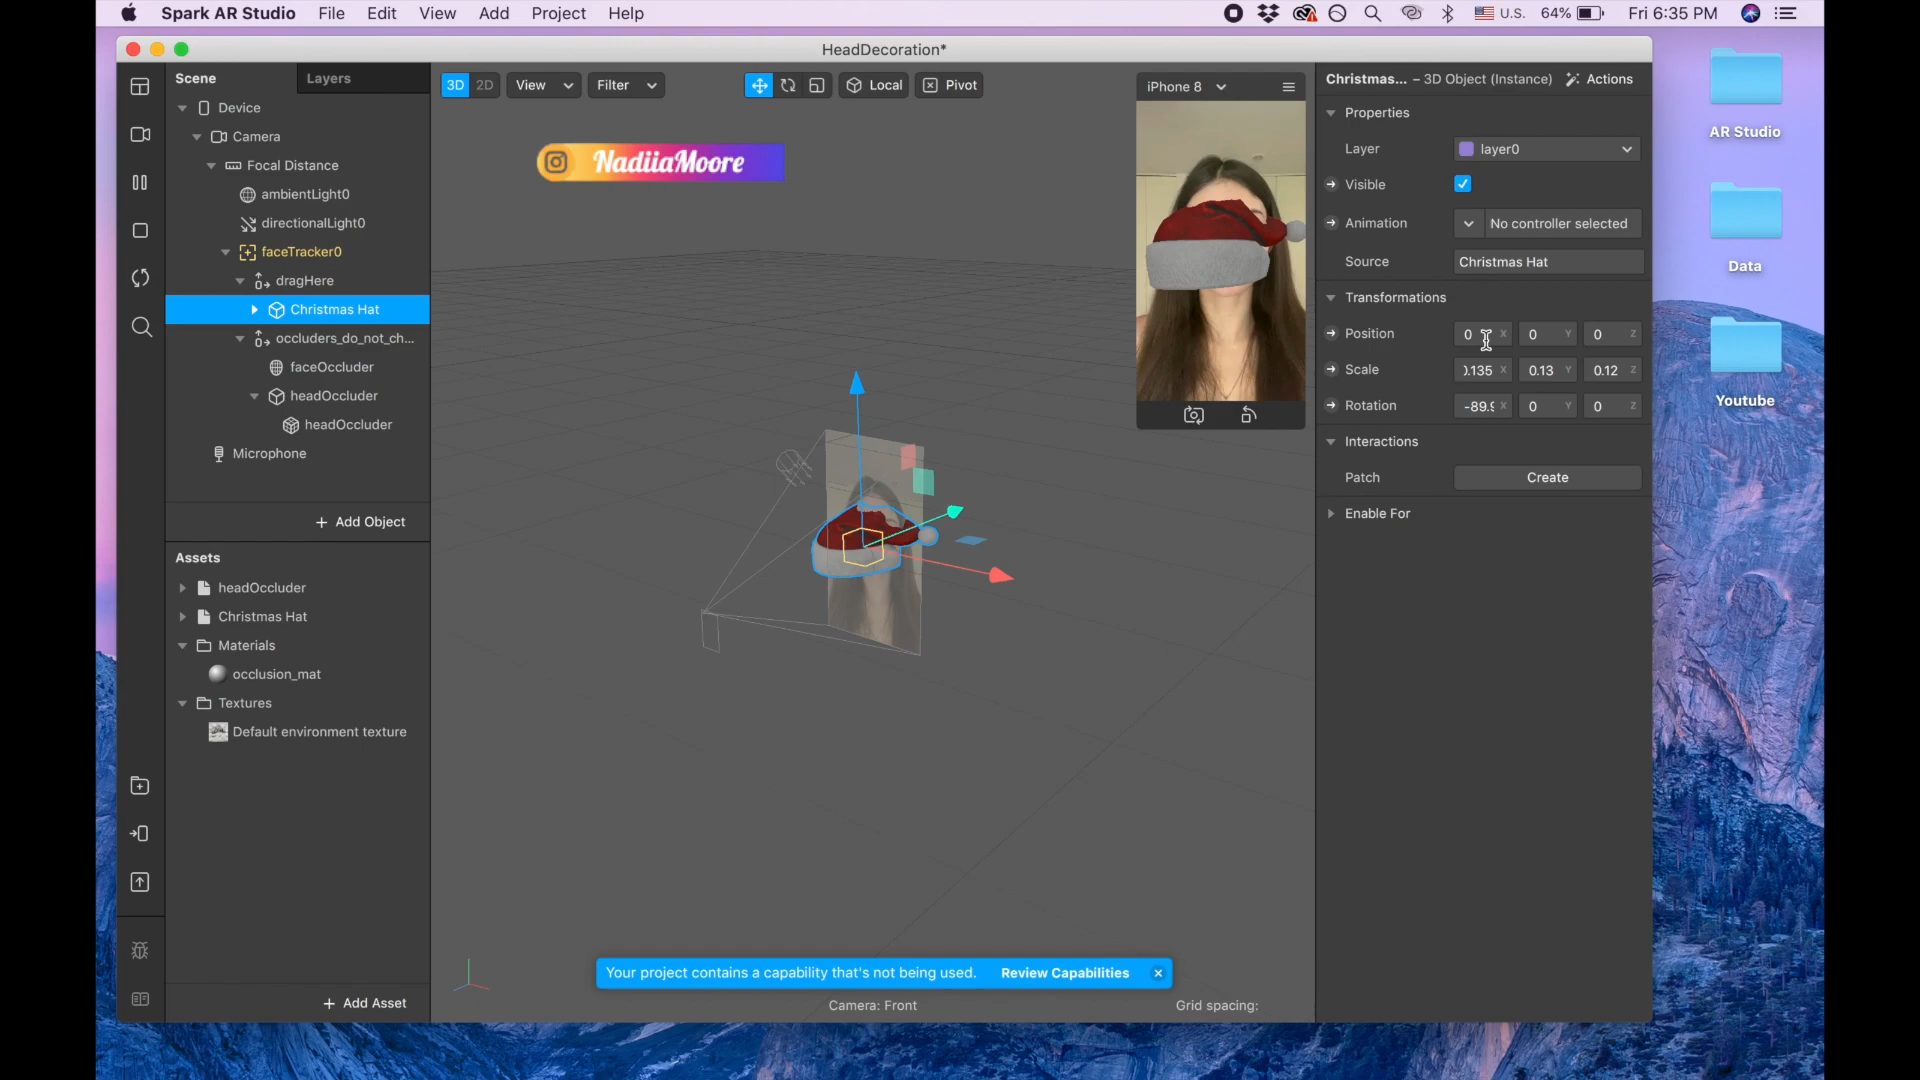 Spark AR Studio File Edit View Add Project Help
U.S. 64% Fri 6:35 PM
HeadDecoration*
Scene
Layers
Device
Camera
Focal Distance
ambientLight0
directionalLight0
faceTracker0
dragHere
Christmas Hat
occluders_do_not_ch...
faceOccluder
headOccluder
headOccluder
Microphone
+ Add Object
Assets
headOccluder
Christmas Hat
Materials
occlusion_mat
Textures
Default environment texture
+ Add Asset
3D 2D View Filter Local Pivot
NadiiaMoore
iPhone 8
Your project contains a capability that's not being used. Review Capabilities
Camera: Front
Grid spacing:
Christmas... – 3D Object (Instance) Actions
Properties
Layer layer0
Visible
Animation No controller selected
Source Christmas Hat
Transformations
Position 0 X 0 Y 0 Z
Scale 0.135 X 0.13 Y 0.12 Z
Rotation -89.9 X 0 Y 0 Z
Interactions
Patch Create
Enable For
AR Studio
Data
Youtube